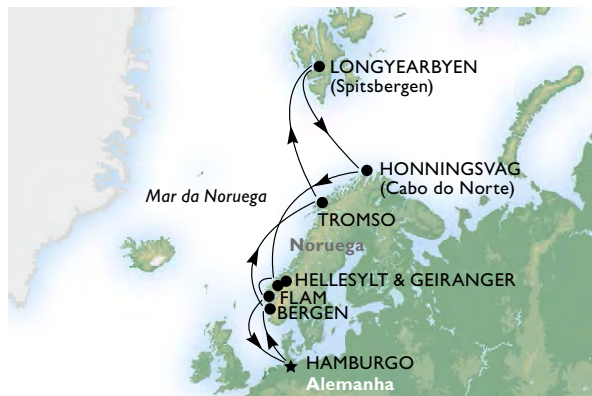 LONGYEARBYEN
(Spitsbergen)
HONNINGSVAG
(Cabo do Norte)
Mar da Noruega
TROMSO
Noruega
HELLESYLT & GEIRANGER
FLAM
BERGEN
HAMBURGO
Alemanha